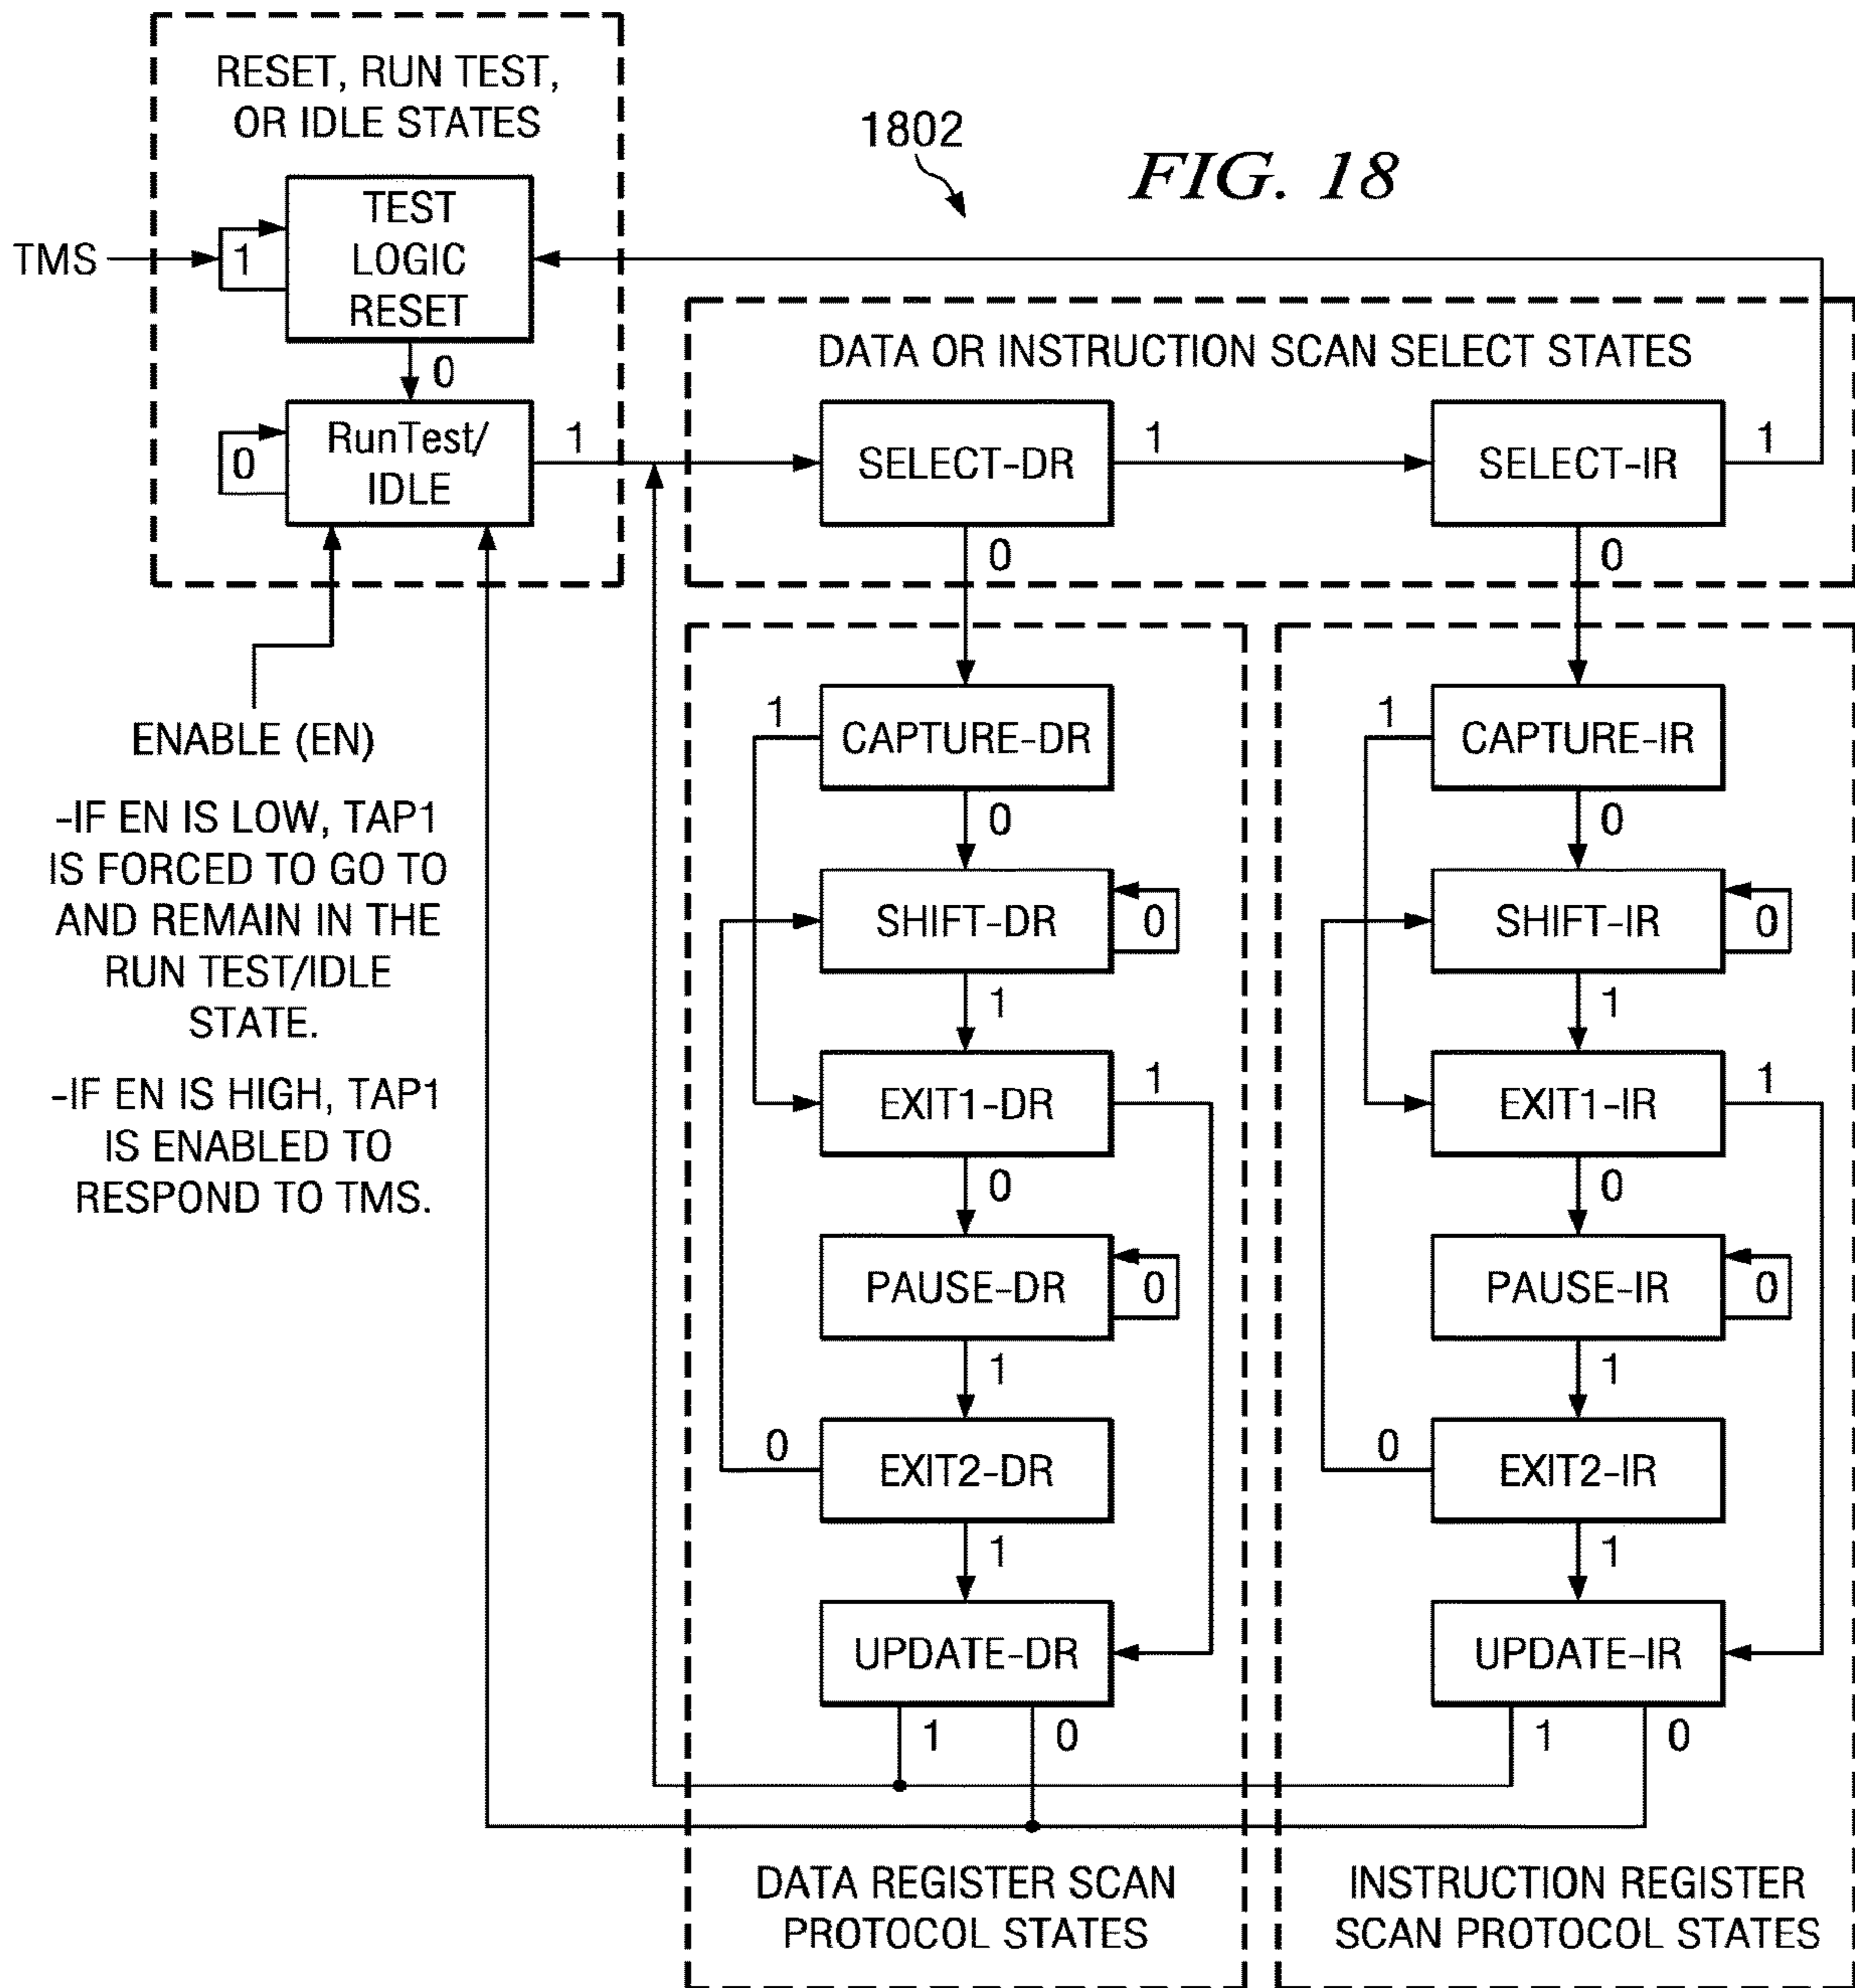 RESET, RUN TEST,
OR IDLE STATES
1802
FIG. 18
TEST
LOGIC
RESET
TMS
1
0
DATA OR INSTRUCTION SCAN SELECT STATES
RunTest/
IDLE
0
1
SELECT-DR
1
SELECT-IR
1
0
0
ENABLE (EN)
-IF EN IS LOW, TAP1
IS FORCED TO GO TO
AND REMAIN IN THE
RUN TEST/IDLE
STATE.
-IF EN IS HIGH, TAP1
IS ENABLED TO
RESPOND TO TMS.
1
CAPTURE-DR
0
SHIFT-DR
0
1
EXIT1-DR
1
0
PAUSE-DR
0
1
0
EXIT2-DR
1
UPDATE-DR
1
0
DATA REGISTER SCAN
PROTOCOL STATES
1
CAPTURE-IR
0
SHIFT-IR
0
1
EXIT1-IR
1
0
PAUSE-IR
0
1
0
EXIT2-IR
1
UPDATE-IR
1
0
INSTRUCTION REGISTER
SCAN PROTOCOL STATES